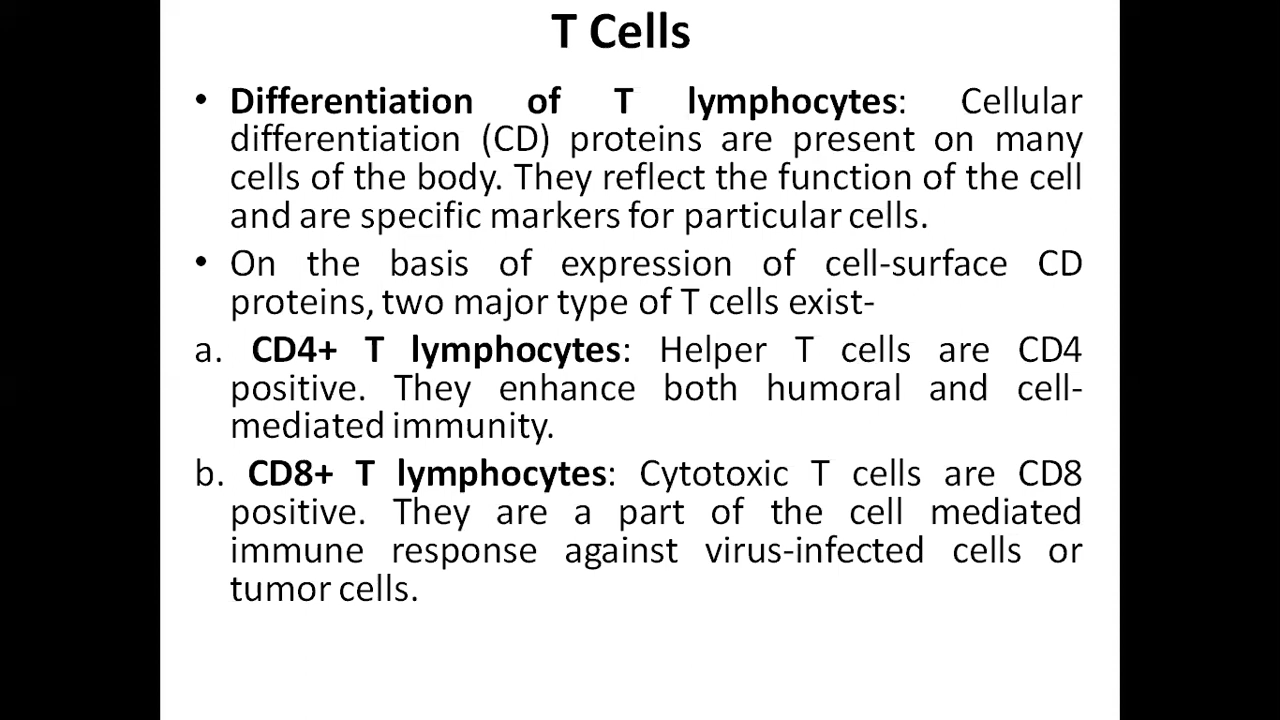 T Cells
• Differentiation of T lymphocytes: Cellular
differentiation (CD) proteins are present on many
cells of the body. They reflect the function of the cell
and are specific markers for particular cells.
• On the basis of expression of cell-surface CD
proteins, two major type of T cells exist-
a. CD4+ T lymphocytes: Helper T cells are CD4
positive. They enhance both humoral and cell-
mediated immunity.
b. CD8+ T lymphocytes: Cytotoxic T cells are CD8
positive. They are a part of the cell mediated
immune response against virus-infected cells or
tumor cells.